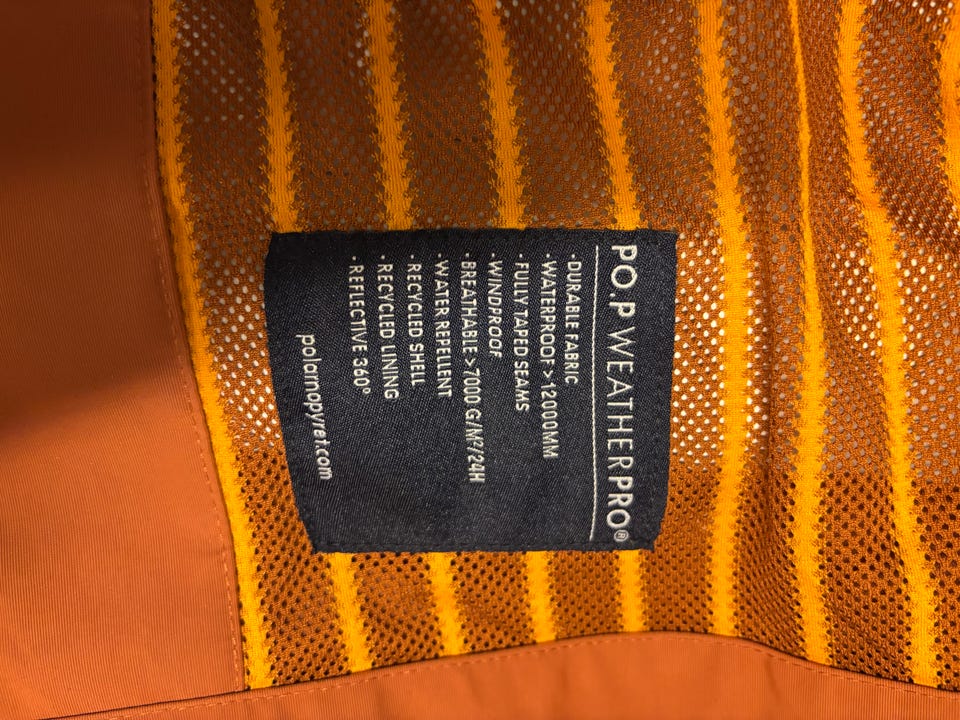 PO.P WEATHERPRO®
· DURABLE FABRIC
· WATERPROOF > 12000MM
· FULLY TAPED SEAMS
· WINDPROOF
· BREATHABLE > 7000 G/M²/24H
· WATER REPELLENT
· RECYCLED SHELL
· RECYCLED LINING
· REFLECTIVE 360°
polarnopyret.com